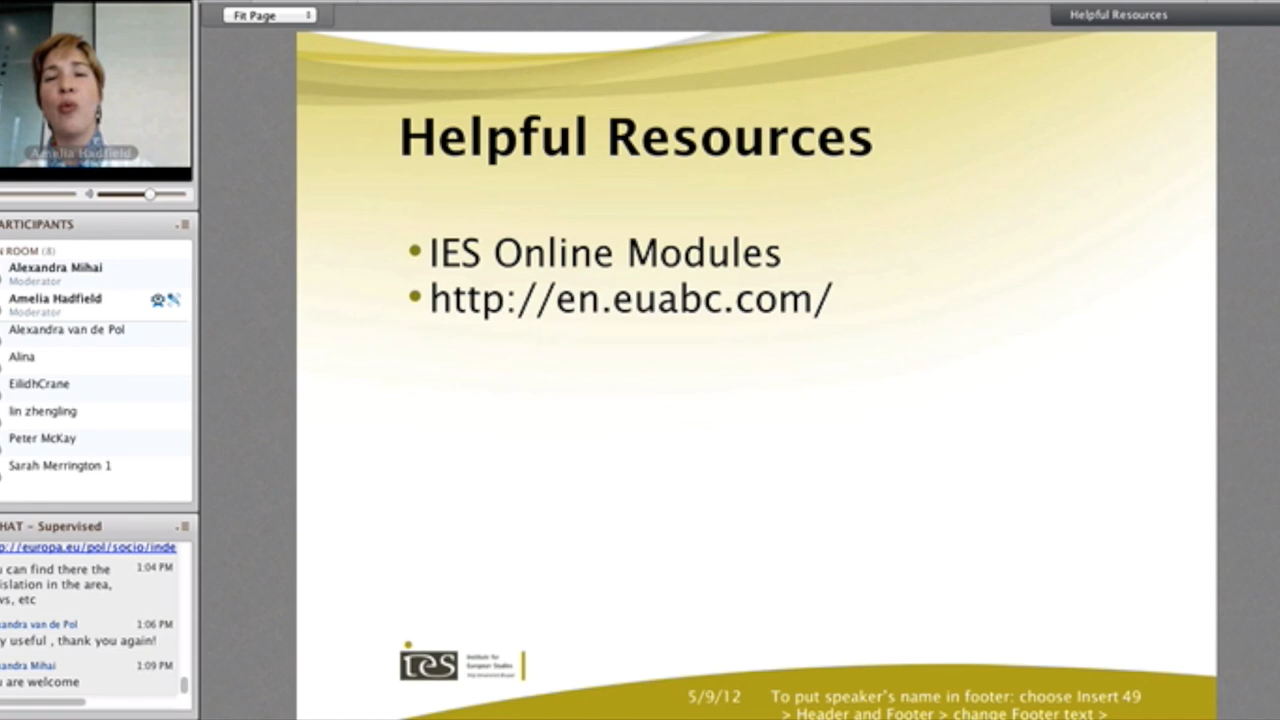 Fit Page
Helpful Resources
Amelia Hadfield
ARTICIPANTS
N ROOM (8)
Alexandra Mihai
Moderator
Amelia Hadfield
Moderator
Alexandra van de Pol
Alina
EilidhCrane
lin zhengling
Peter McKay
Sarah Merrington 1
HAT - Supervised
p://europa.eu/pol/socio/inde
u can find there the 1:04 PM
islation in the area,
ws, etc
xandra van de Pol 1:06 PM
y useful , thank you again!
xandra Mihai 1:09 PM
u are welcome
Helpful Resources
•IES Online Modules
•http://en.euabc.com/
ies
Institute for
European Studies
5/9/12 To put speaker's name in footer: choose Insert 49
> Header and Footer > change Footer text >